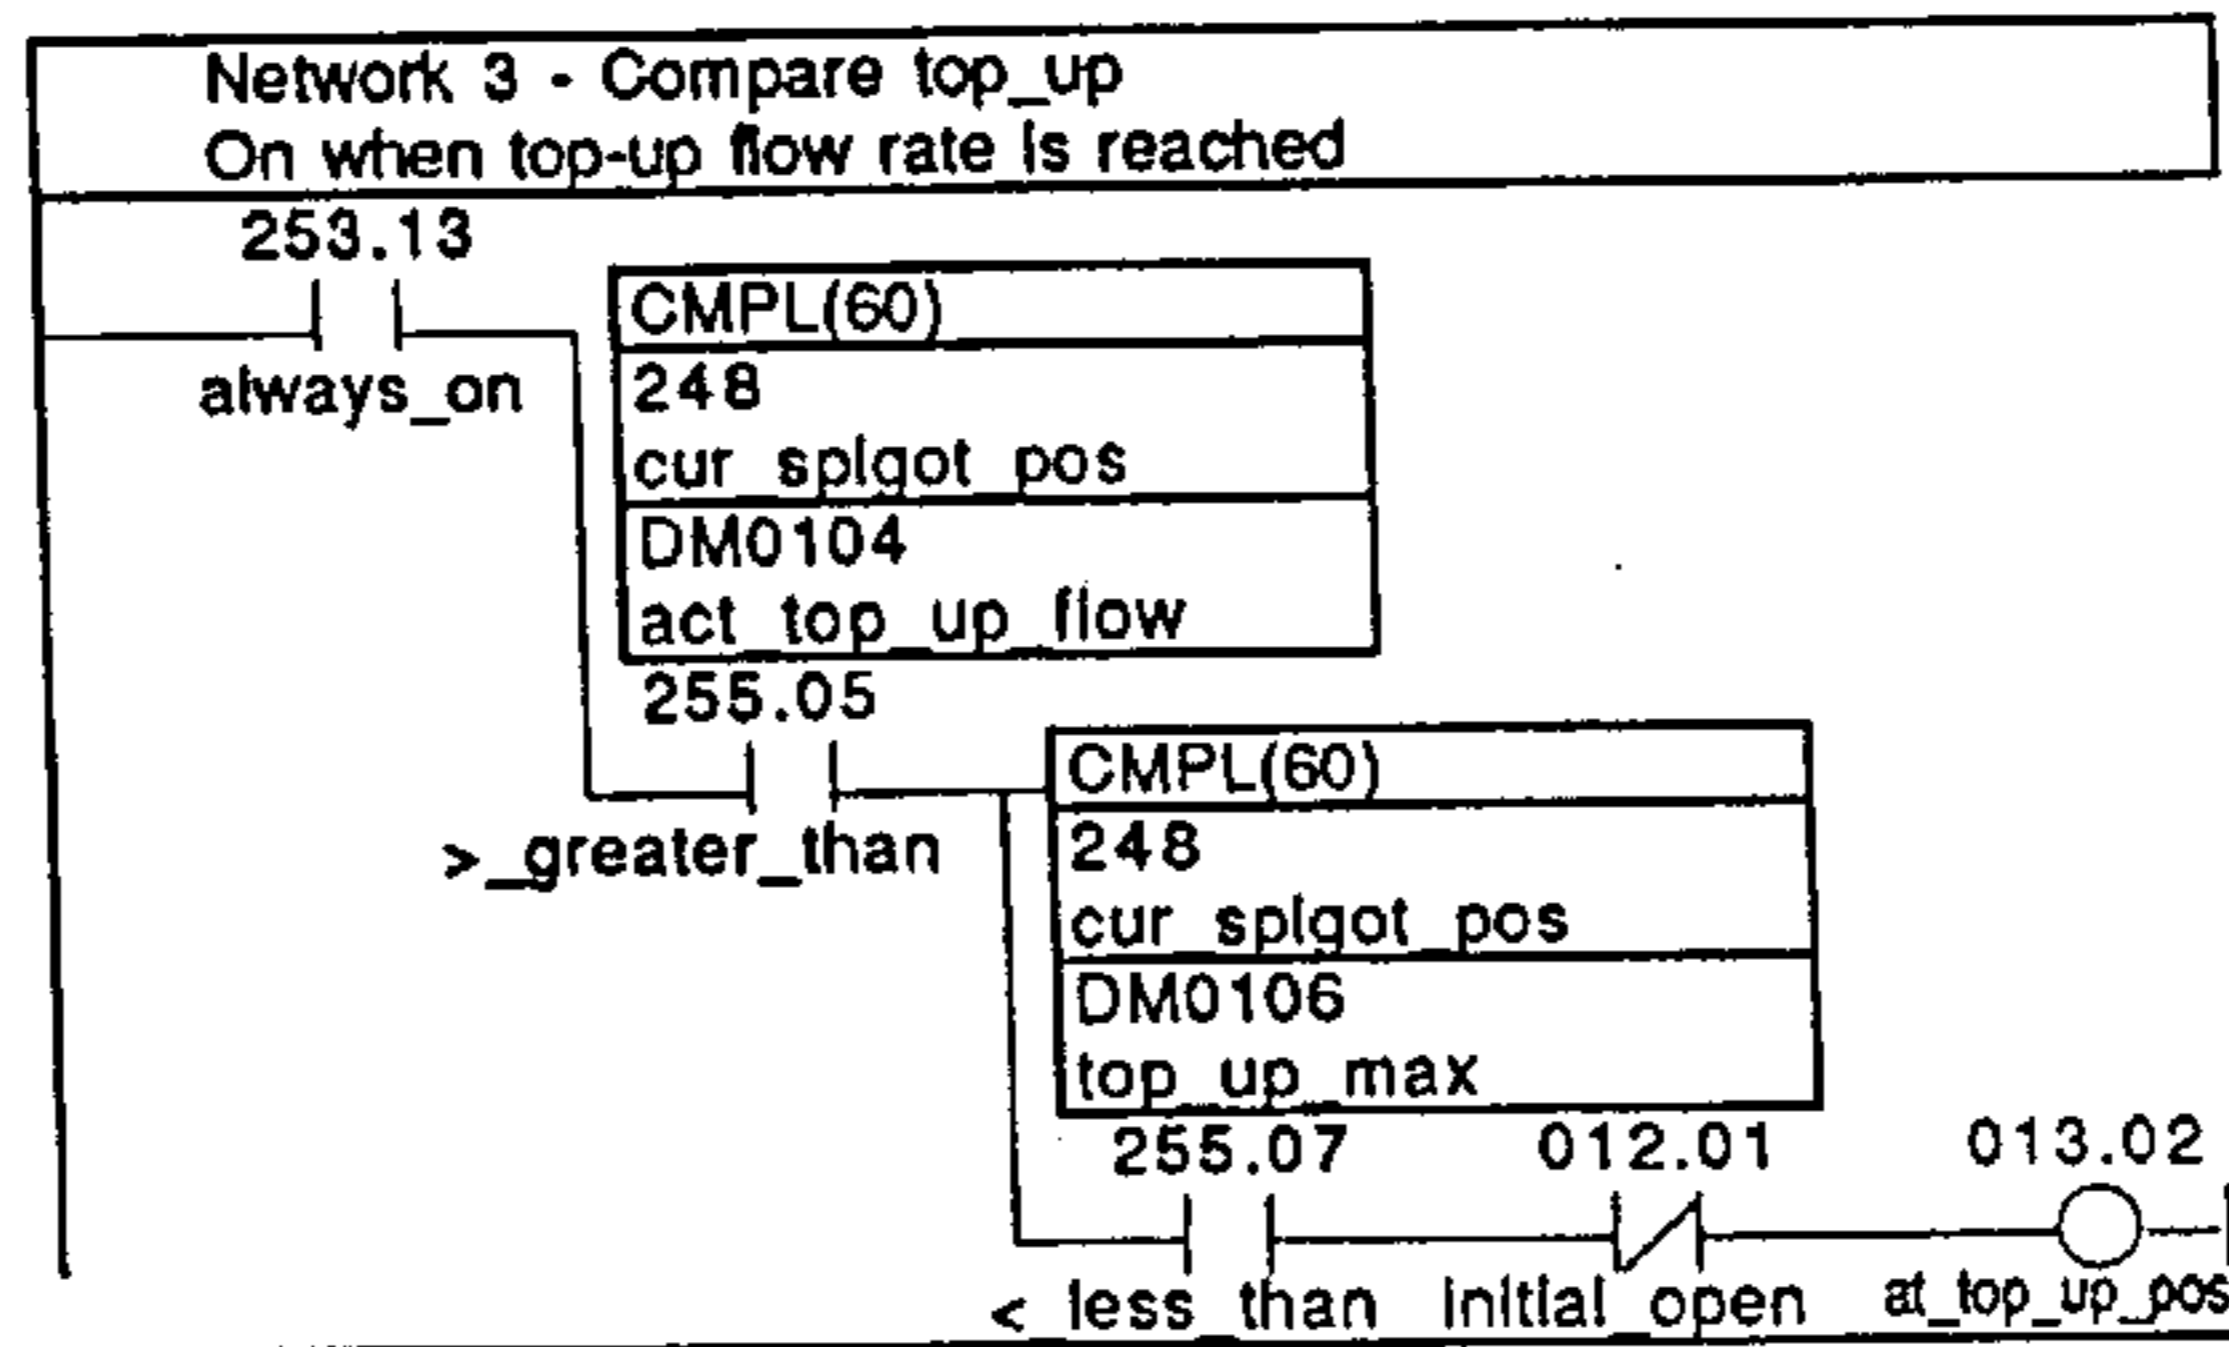 Network 3 - Compare top_up
On when top-up flow rate is reached
253.13
always_on
CMPL(60)
248
cur_spigot_pos
DM0104
act_top_up_flow
255.05
>_greater_than
CMPL(60)
248
cur_spigot_pos
DM0106
top_up_max
255.07 012.01 013.02
<_less_than initial_open at_top_up_pos